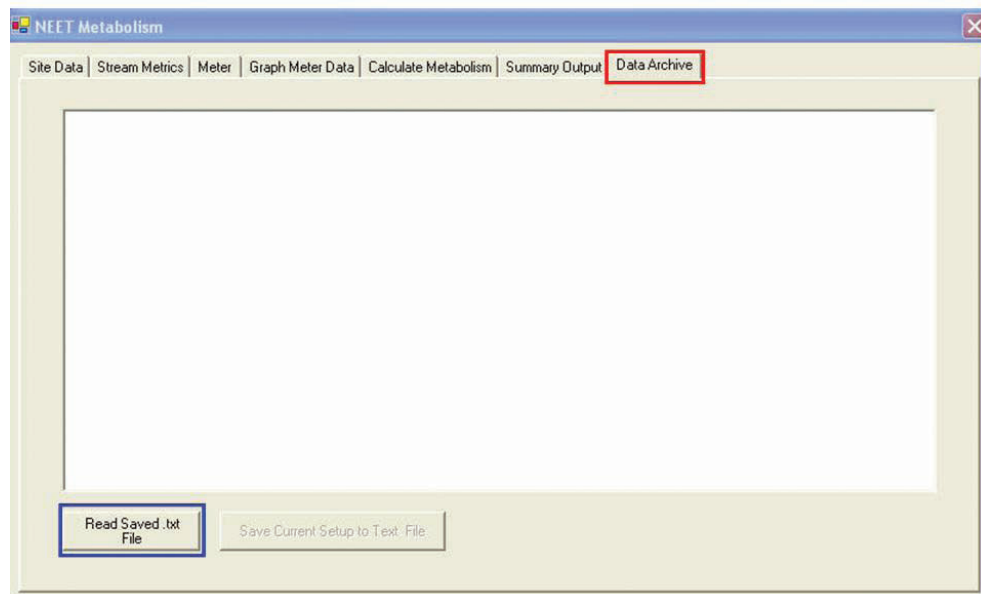 NEET Metabolism
Site Data Stream Metrics Meter Graph Meter Data Calculate Metabolism Summary Output Data Archive
Read Saved .txt
File
Save Current Setup to Text File